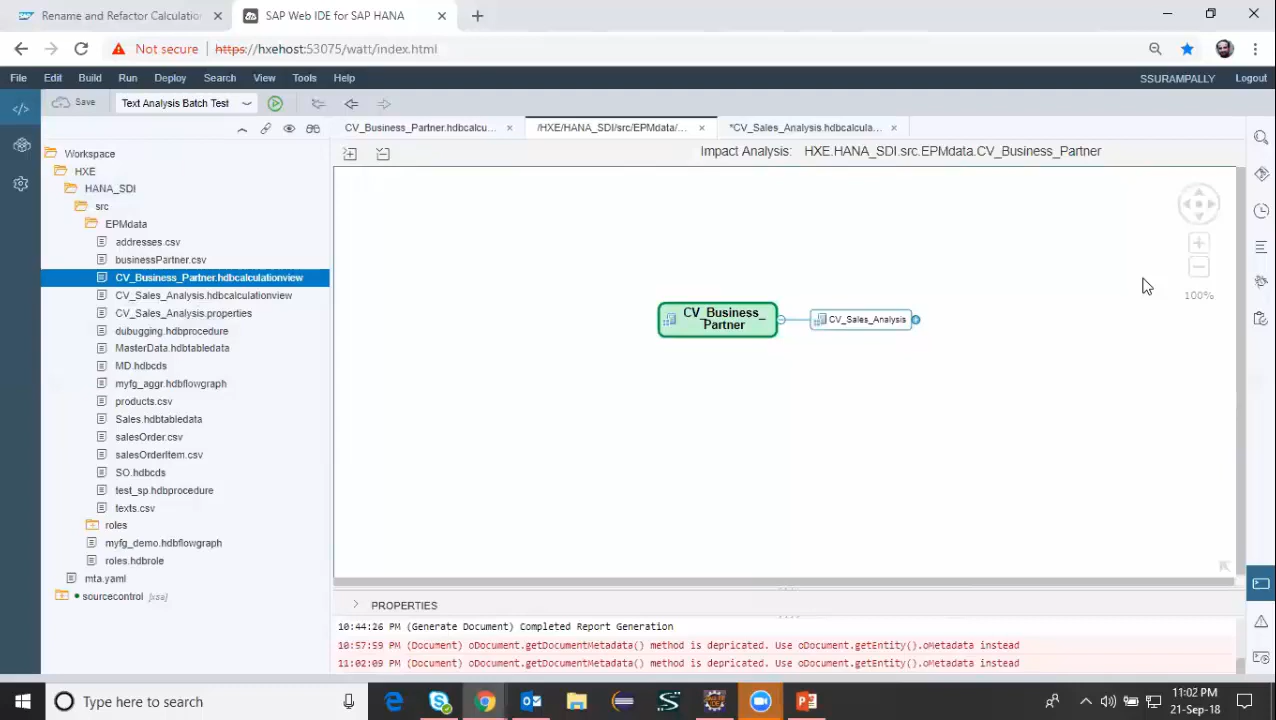 Rename and Refactor Calculation
SAP Web IDE for SAP HANA
Not secure
https://hxehost:53075/watt/index.html
File Edit Build Run Deploy Search View Tools Help
SSURAMPALLY Logout
Save
Text Analysis Batch Test
CV_Business_Partner.hdbcalcu...
/HXE/HANA_SDI/src/EPMdata/...
*CV_Sales_Analysis.hdbcalcula...
Impact Analysis: HXE.HANA_SDI.src.EPMdata.CV_Business_Partner
Workspace
HXE
HANA_SDI
src
EPMdata
addresses.csv
businessPartner.csv
CV_Business_Partner.hdbcalculationview
CV_Sales_Analysis.hdbcalculationview
CV_Sales_Analysis.properties
dubugging.hdbprocedure
MasterData.hdbtabledata
MD.hdbcds
myfg_aggr.hdbflowgraph
products.csv
Sales.hdbtabledata
salesOrder.csv
salesOrderItem.csv
SO.hdbcds
test_sp.hdbprocedure
texts.csv
roles
myfg_demo.hdbflowgraph
roles.hdbrole
mta.yaml
sourcecontrol [xsa]
CV_Business_
Partner
CV_Sales_Analysis
100%
PROPERTIES
10:44:26 PM (Generate Document) Completed Report Generation
10:57:59 PM (Document) oDocument.getDocumentMetadata() method is depricated. Use oDocument.getEntity().oMetadata instead
11:02:09 PM (Document) oDocument.getDocumentMetadata() method is depricated. Use oDocument.getEntity().oMetadata instead
Type here to search
11:02 PM
21-Sep-18